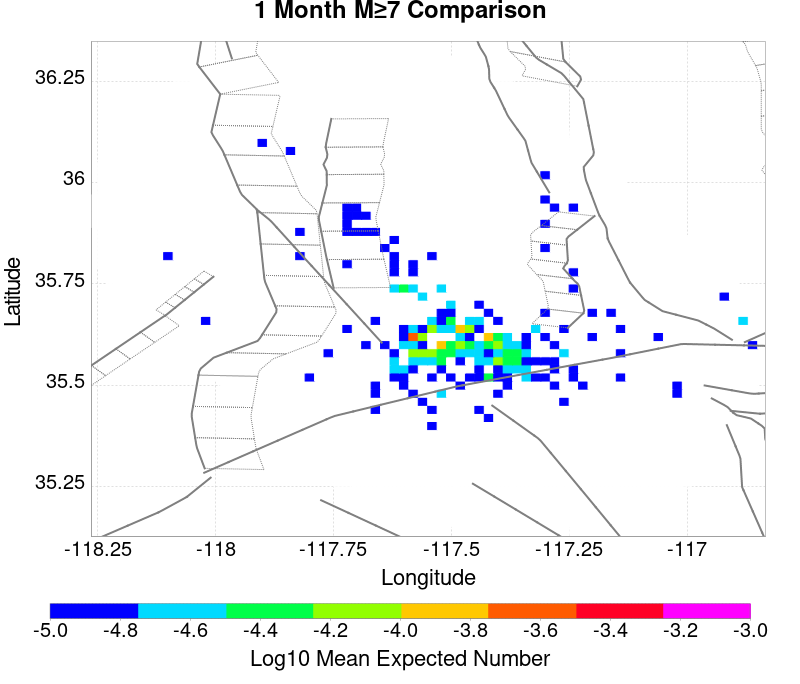 1 Month M≥7 Comparison
36.25
36
35.75
35.5
35.25
Latitude
-118.25 -118 -117.75 -117.5 -117.25 -117
Longitude
-5.0 -4.8 -4.6 -4.4 -4.2 -4.0 -3.8 -3.6 -3.4 -3.2 -3.0
Log10 Mean Expected Number